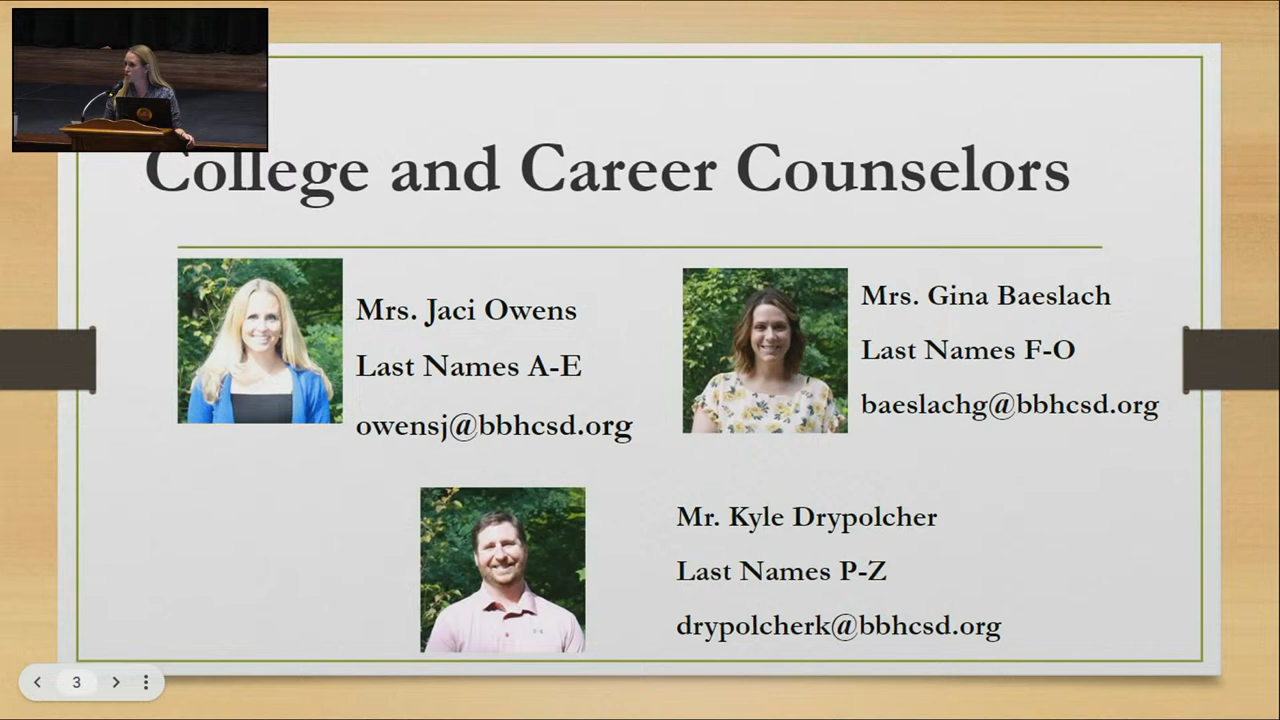 College and Career Counselors
Mrs. Jaci Owens
Last Names A-E
owensj@bbhcsd.org
Mrs. Gina Baeslach
Last Names F-O
baeslachg@bbhcsd.org
Mr. Kyle Drypolcher
Last Names P-Z
drypolcherk@bbhcsd.org
3